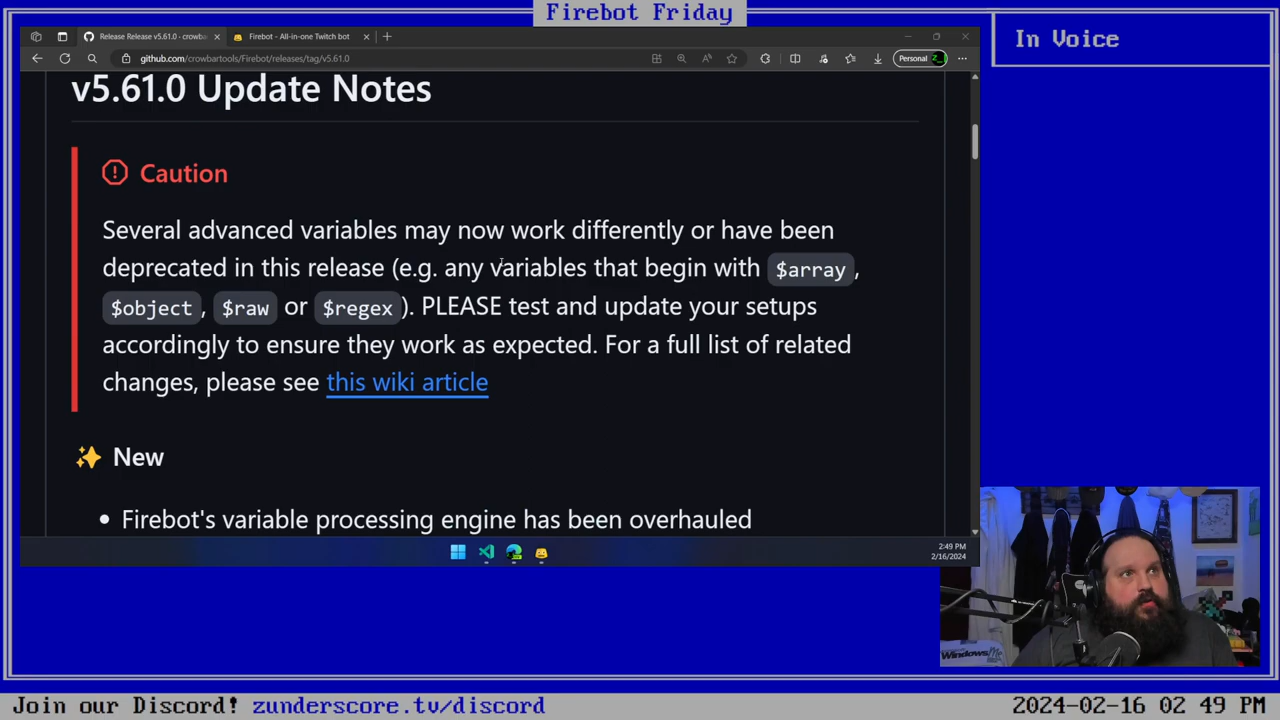 Firebot Friday
Release Release v5.61.0 · crowba
Firebot - All-in-one Twitch bot
In Voice
github.com/crowbartools/Firebot/releases/tag/v5.61.0
Personal
v5.61.0 Update Notes
Caution
Several advanced variables may now work differently or have been
deprecated in this release (e.g. any variables that begin with $array,
$object, $raw or $regex). PLEASE test and update your setups
accordingly to ensure they work as expected. For a full list of related
changes, please see this wiki article
✨ New
• Firebot's variable processing engine has been overhauled
2:49 PM
2/16/2024
Windows Me
Join our Discord! zunderscore.tv/discord
2024-02-16 02 49 PM